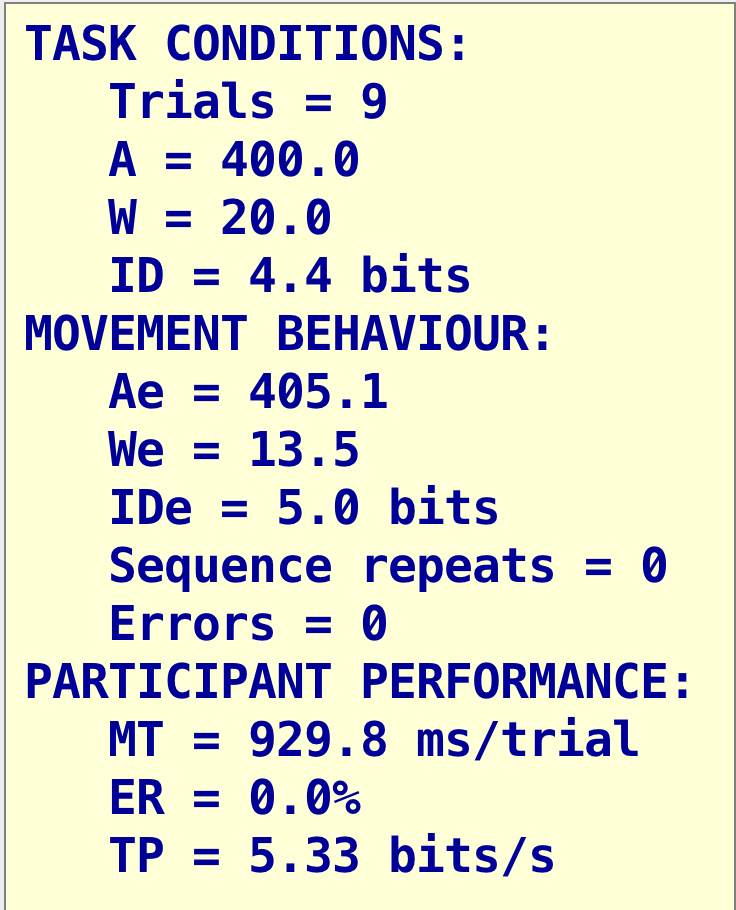 TASK CONDITIONS:
Trials = 9
A = 400.0
W = 20.0
ID = 4.4 bits
MOVEMENT BEHAVIOUR:
Ae = 405.1
We = 13.5
IDe = 5.0 bits
Sequence repeats = 0
Errors = 0
PARTICIPANT PERFORMANCE:
MT = 929.8 ms/trial
ER = 0.0%
TP = 5.33 bits/s